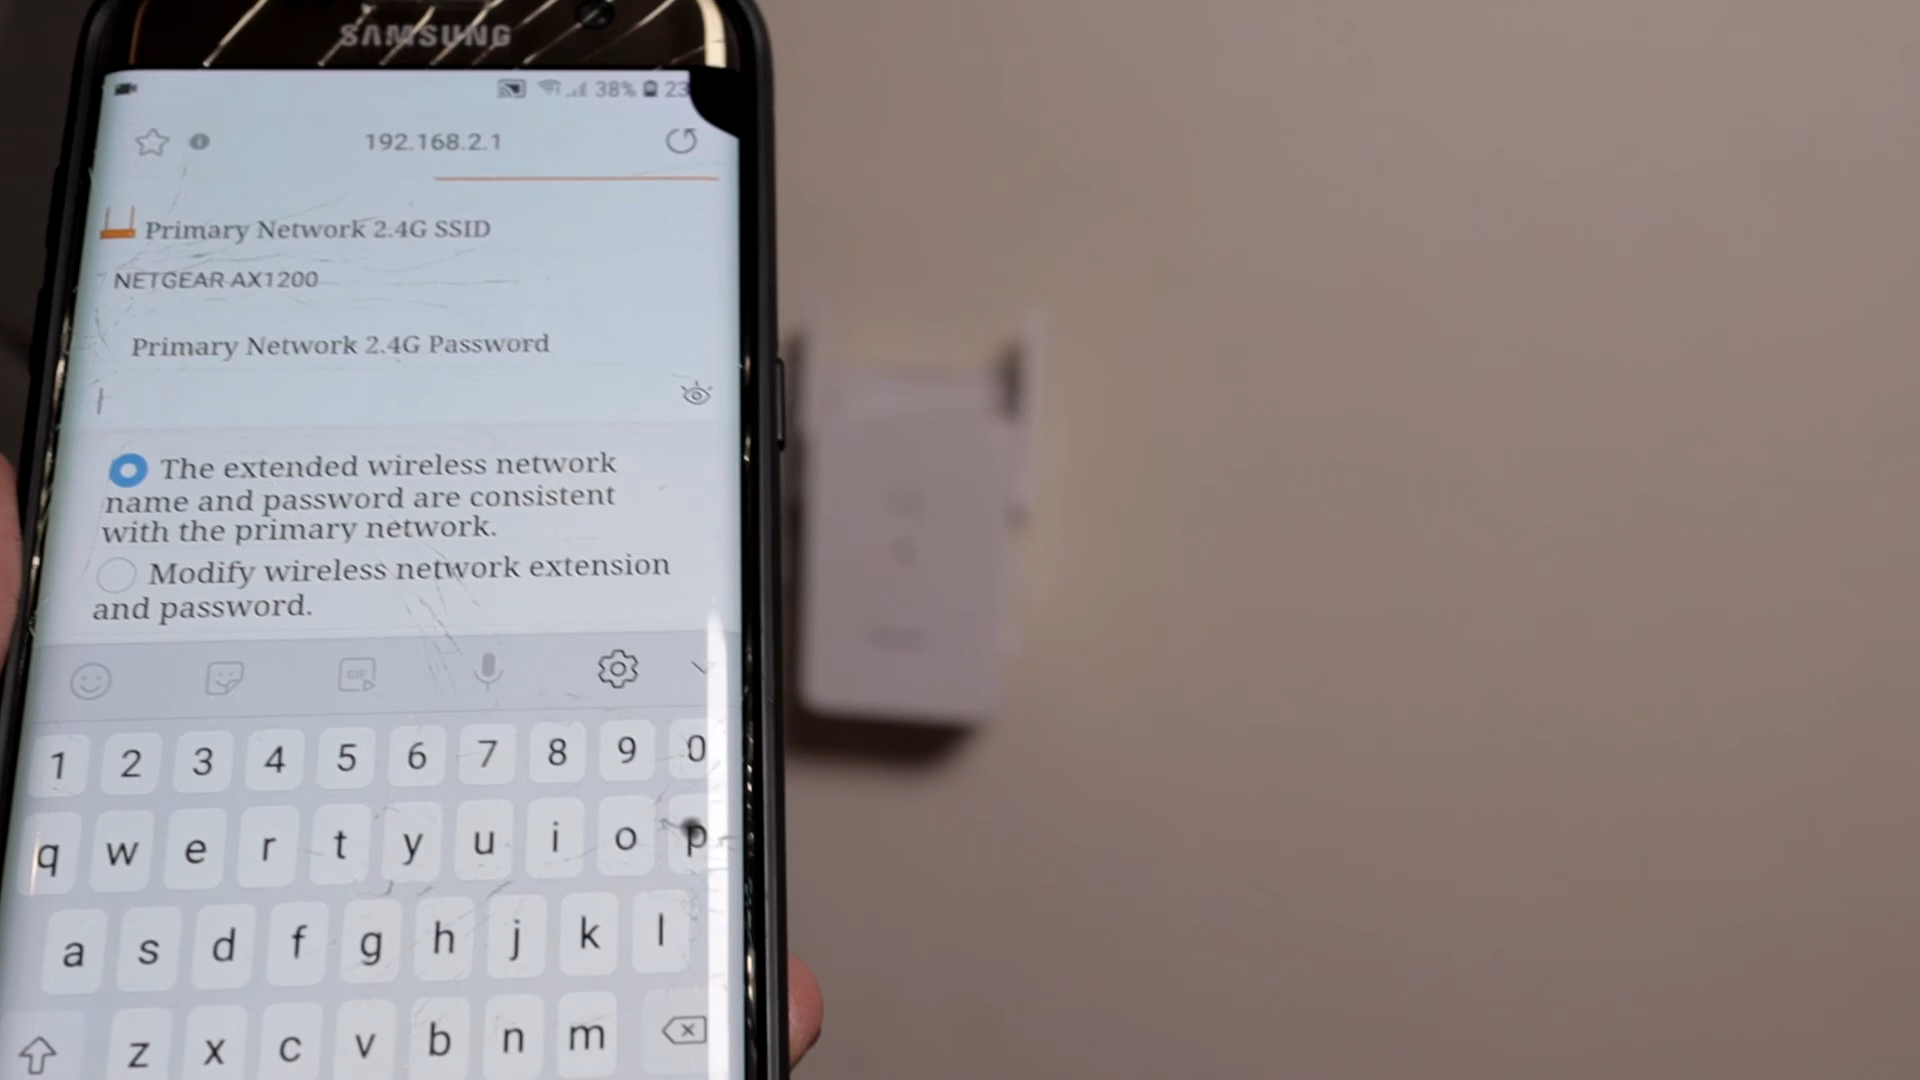 SAMSUNG
38% 23
192.168.2.1
Primary Network 2.4G SSID
NETGEAR-AX1200
Primary Network 2.4G Password
The extended wireless network
name and password are consistent
with the primary network.
Modify wireless network extension
and password.
GIF
1 2 3 4 5 6 7 8 9 0
q w e r t y u i o p
a s d f g h j k l
z x c v b n m